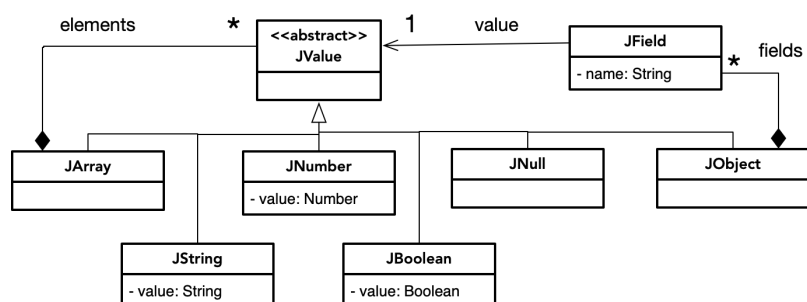 elements
*
<<abstract>>
JValue
1
value
JField
- name: String
*
fields
JArray
JNumber
- value: Number
JNull
JObject
JString
- value: String
JBoolean
- value: Boolean